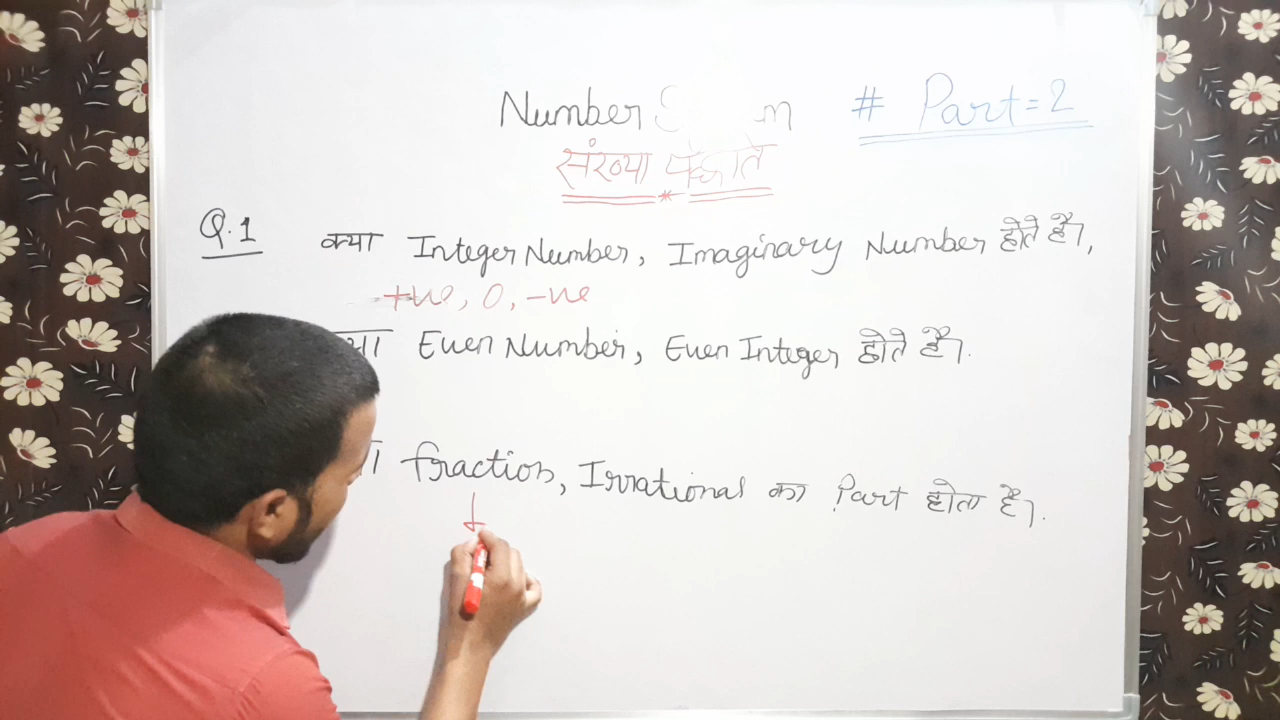 Number # Part=2
संख्या पद्धति
Q.1 क्या Integer Number, Imaginary Number होते हैं।,
+ve, 0, -ve
Even Number, Even Integer होते हैं।
fraction, Irrational का Part होता है।